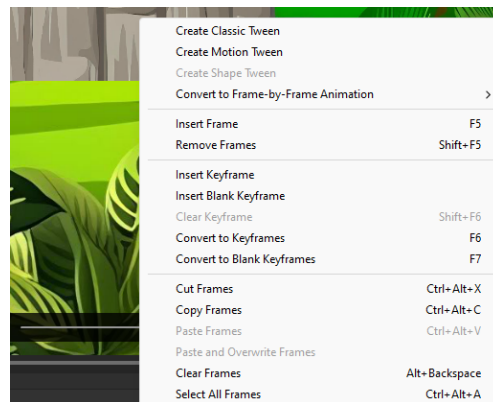 Create Classic Tween
Create Motion Tween
Create Shape Tween
Convert to Frame-by-Frame Animation
Insert Frame F5
Remove Frames Shift+F5
Insert Keyframe
Insert Blank Keyframe
Clear Keyframe Shift+F6
Convert to Keyframes F6
Convert to Blank Keyframes F7
Cut Frames Ctrl+Alt+X
Copy Frames Ctrl+Alt+C
Paste Frames Ctrl+Alt+V
Paste and Overwrite Frames
Clear Frames Alt+Backspace
Select All Frames Ctrl+Alt+A